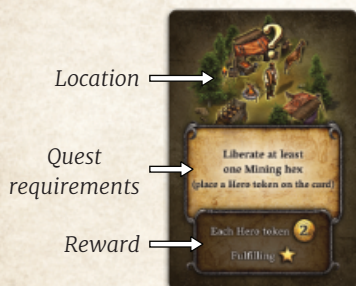 Location
Quest
requirements
Reward
?
Liberate at least
one Mining hex
(place a Hero token on the card)
Each Hero token 2
Fulfilling